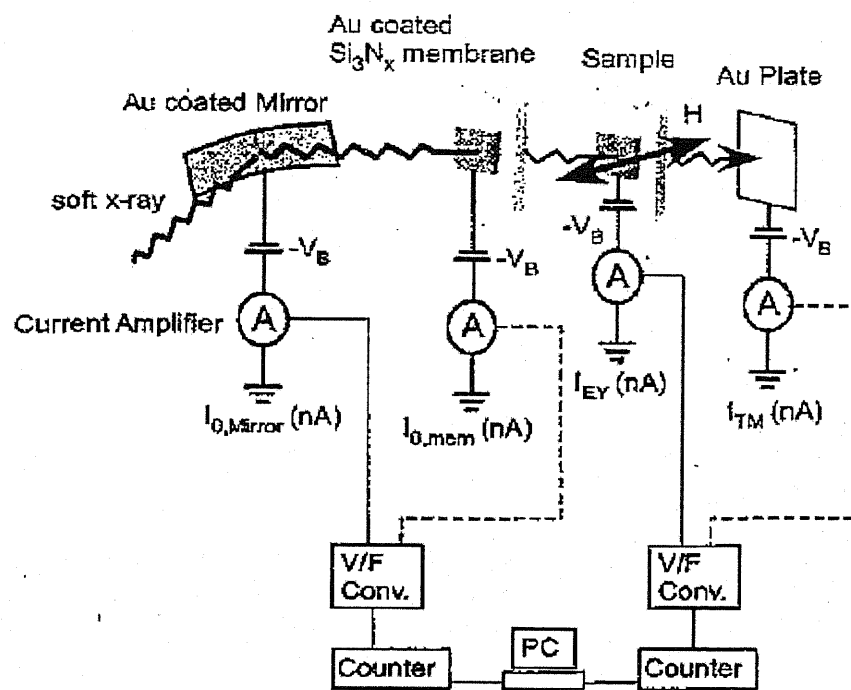 Au coated
Si3Nx membrane
Sample
Au Plate
Au coated Mirror
H
soft x-ray
-VB
-VB
-VB
-VB
Current Amplifier
A
A
A
A
I0,Mirror (nA)
I0,mem (nA)
IEY (nA)
ITM (nA)
V/F
Conv.
V/F
Conv.
Counter
PC
Counter